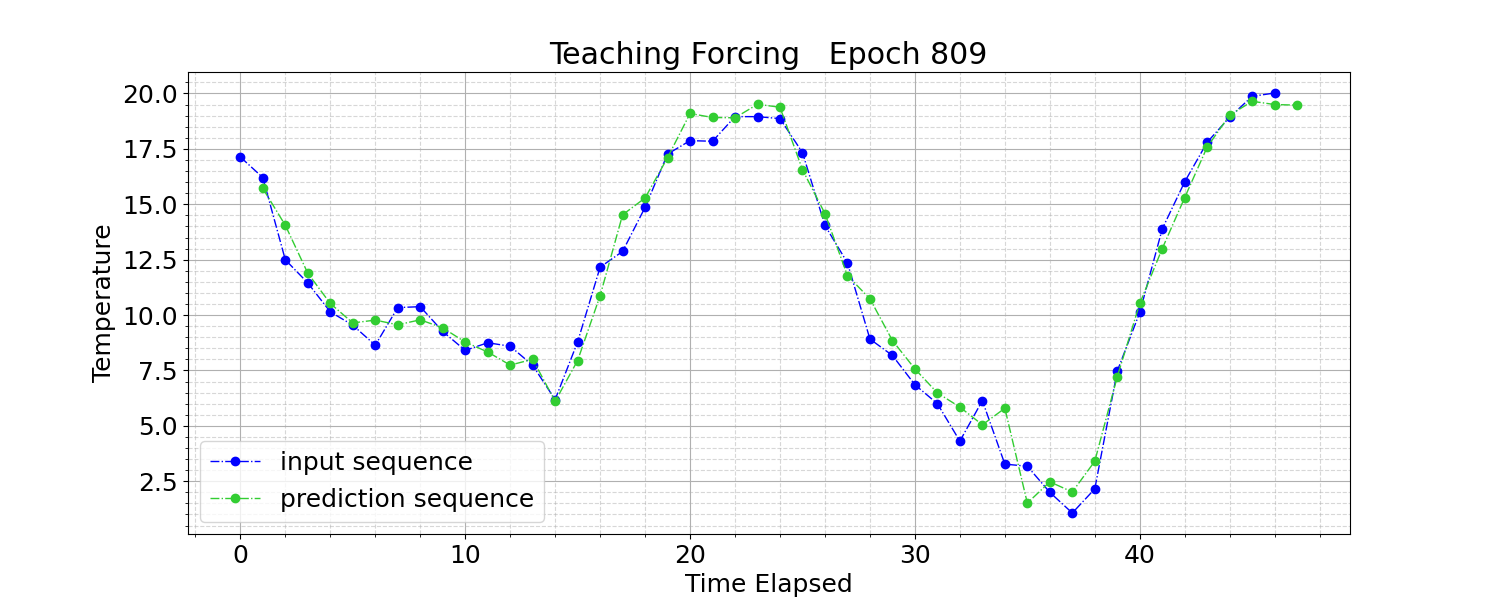 Teaching Forcing   Epoch 809
Temperature
20.0
17.5
15.0
12.5
10.0
7.5
5.0
2.5
input sequence
prediction sequence
0 10 20 30 40
Time Elapsed